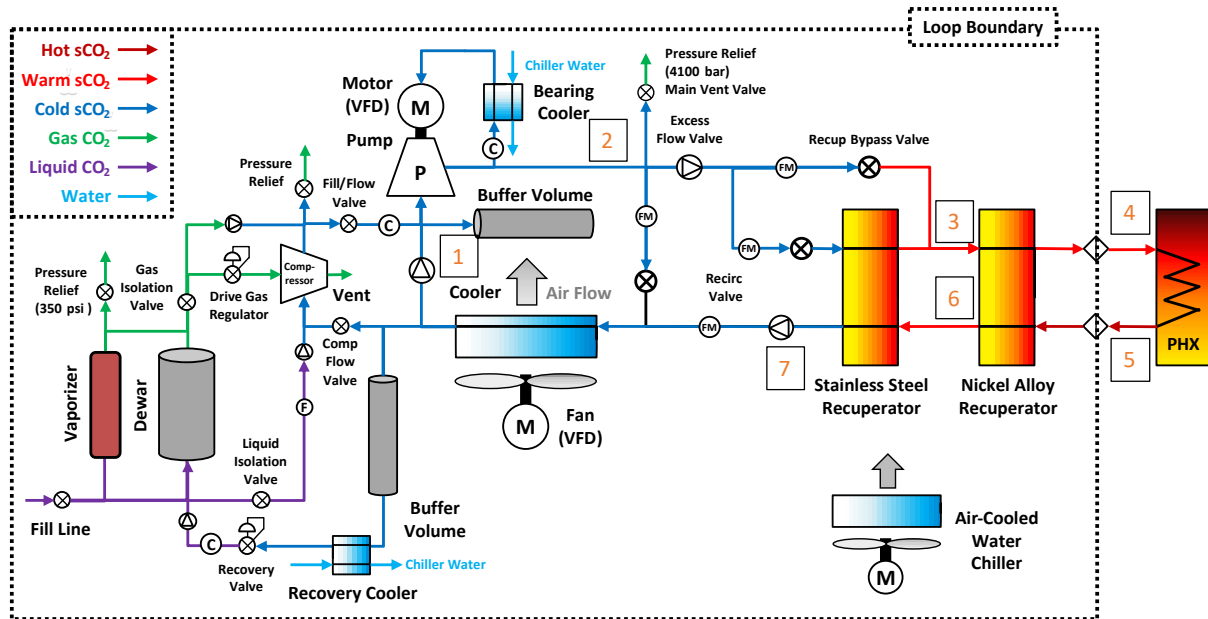 Loop Boundary
Hot sCO2
Warm sCO2
Cold sCO2
Gas CO2
Liquid CO2
Water
Motor
(VFD)
M
Pump
P
Chiller Water
Bearing
Cooler
C
2
Pressure Relief
(4100 bar)
Main Vent Valve
Excess
Flow Valve
Recup Bypass Valve
FM
FM
FM
FM
Pressure
Relief
Fill/Flow
Valve
C
Buffer Volume
1
3
4
PHX
5
6
7
Pressure
Relief
(350 psi )
Gas
Isolation
Valve
Drive Gas
Regulator
Comp-
ressor
Vent
Cooler
Air Flow
Recirc
Valve
Comp
Flow
Valve
Vaporizer
Dewar
F
M
Fan
(VFD)
Stainless Steel
Recuperator
Nickel Alloy
Recuperator
Liquid
Isolation
Valve
Fill Line
Buffer
Volume
C
Recovery
Valve
Chiller Water
Recovery Cooler
Air-Cooled
Water
Chiller
M